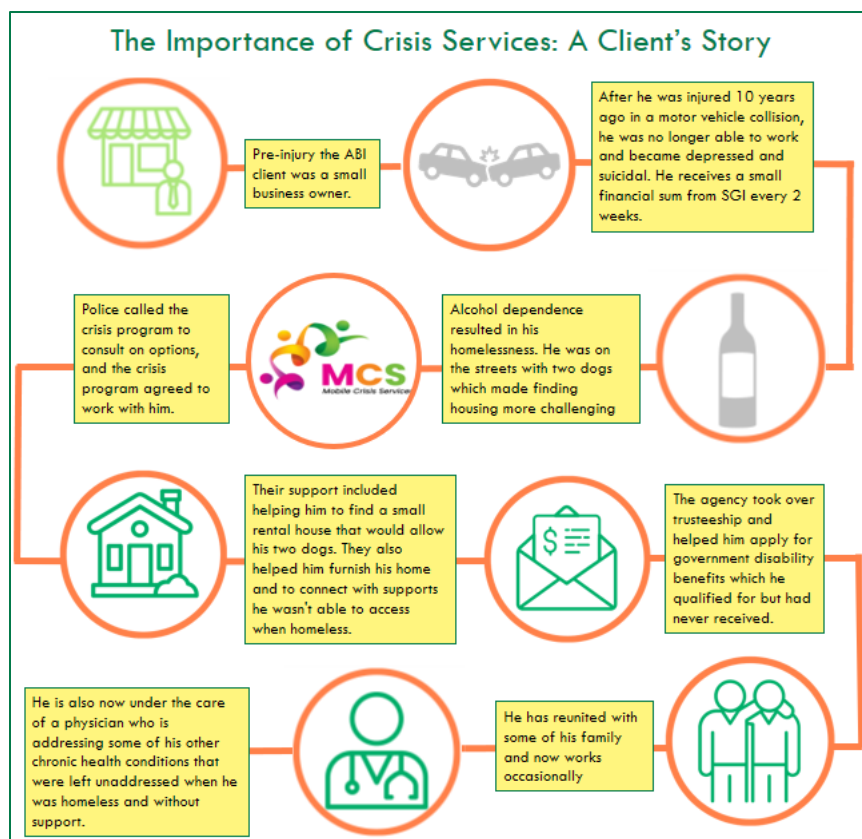 The Importance of Crisis Services: A Client's Story
Pre-injury the ABI
client was a small
business owner.
After he was injured 10 years
ago in a motor vehicle collision,
he was no longer able to work
and became depressed and
suicidal. He receives a small
financial sum from SGI every 2
weeks.
Alcohol dependence
resulted in his
homelessness. He was on
the streets with two dogs
which made finding
housing more challenging
MCS
Mobile Crisis Service
Police called the
crisis program to
consult on options,
and the crisis
program agreed to
work with him.
Their support included
helping him to find a small
rental house that would allow
his two dogs. They also
helped him furnish his home
and to connect with supports
he wasn't able to access
when homeless.
$
The agency took over
trusteeship and
helped him apply for
government disability
benefits which he
qualified for but had
never received.
He has reunited with
some of his family
and now works
occasionally
He is also now under the care
of a physician who is
addressing some of his other
chronic health conditions that
were left unaddressed when he
was homeless and without
support.